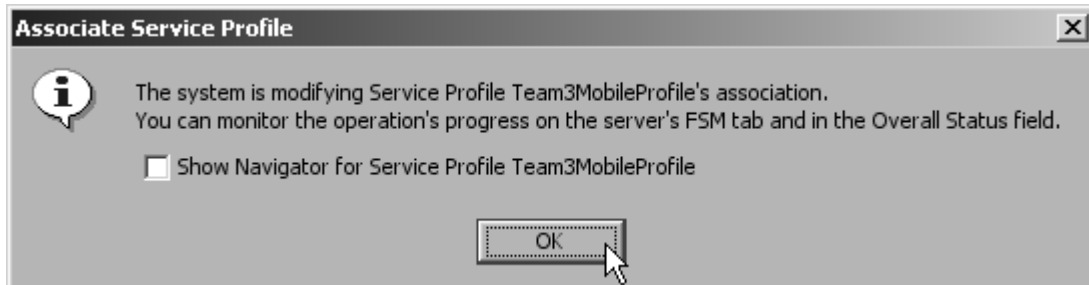 Associate Service Profile
The system is modifying Service Profile Team3MobileProfile's association.
You can monitor the operation's progress on the server's FSM tab and in the Overall Status field.
Show Navigator for Service Profile Team3MobileProfile
OK